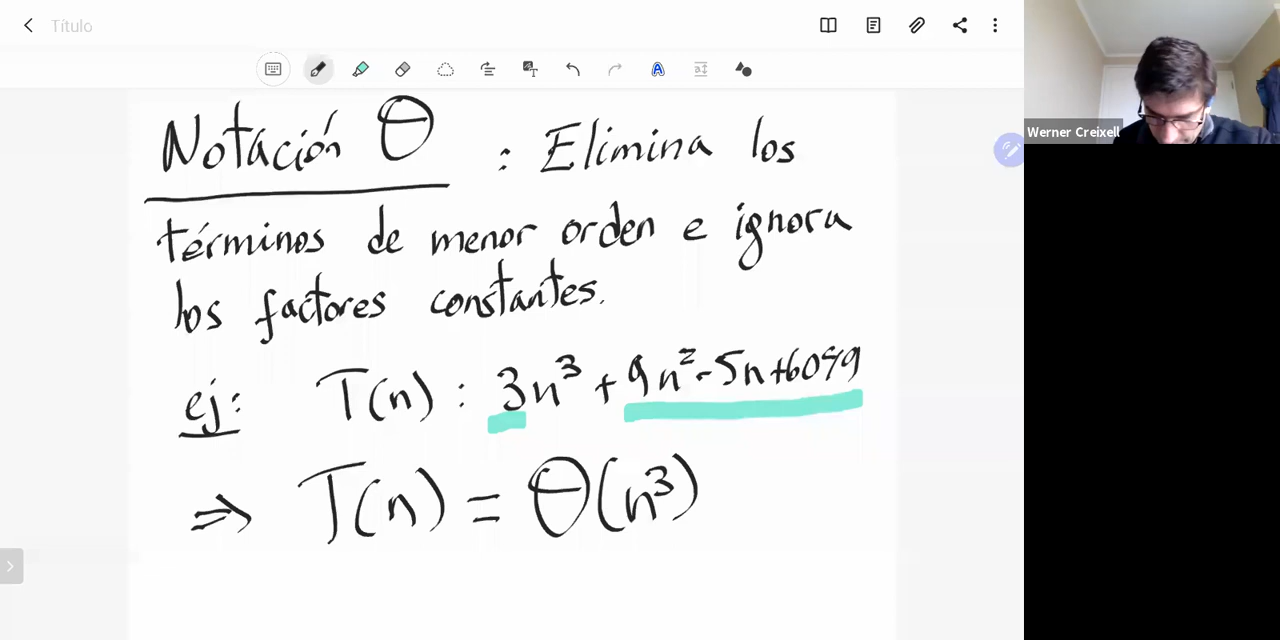 Título
Notación Θ : Elimina los
términos de menor orden e ignora
los factores constantes.
ej: T(n) : 3n³ + 9n² - 5n + 6079
⇒ T(n) = Θ(n³)
Werner Creixell